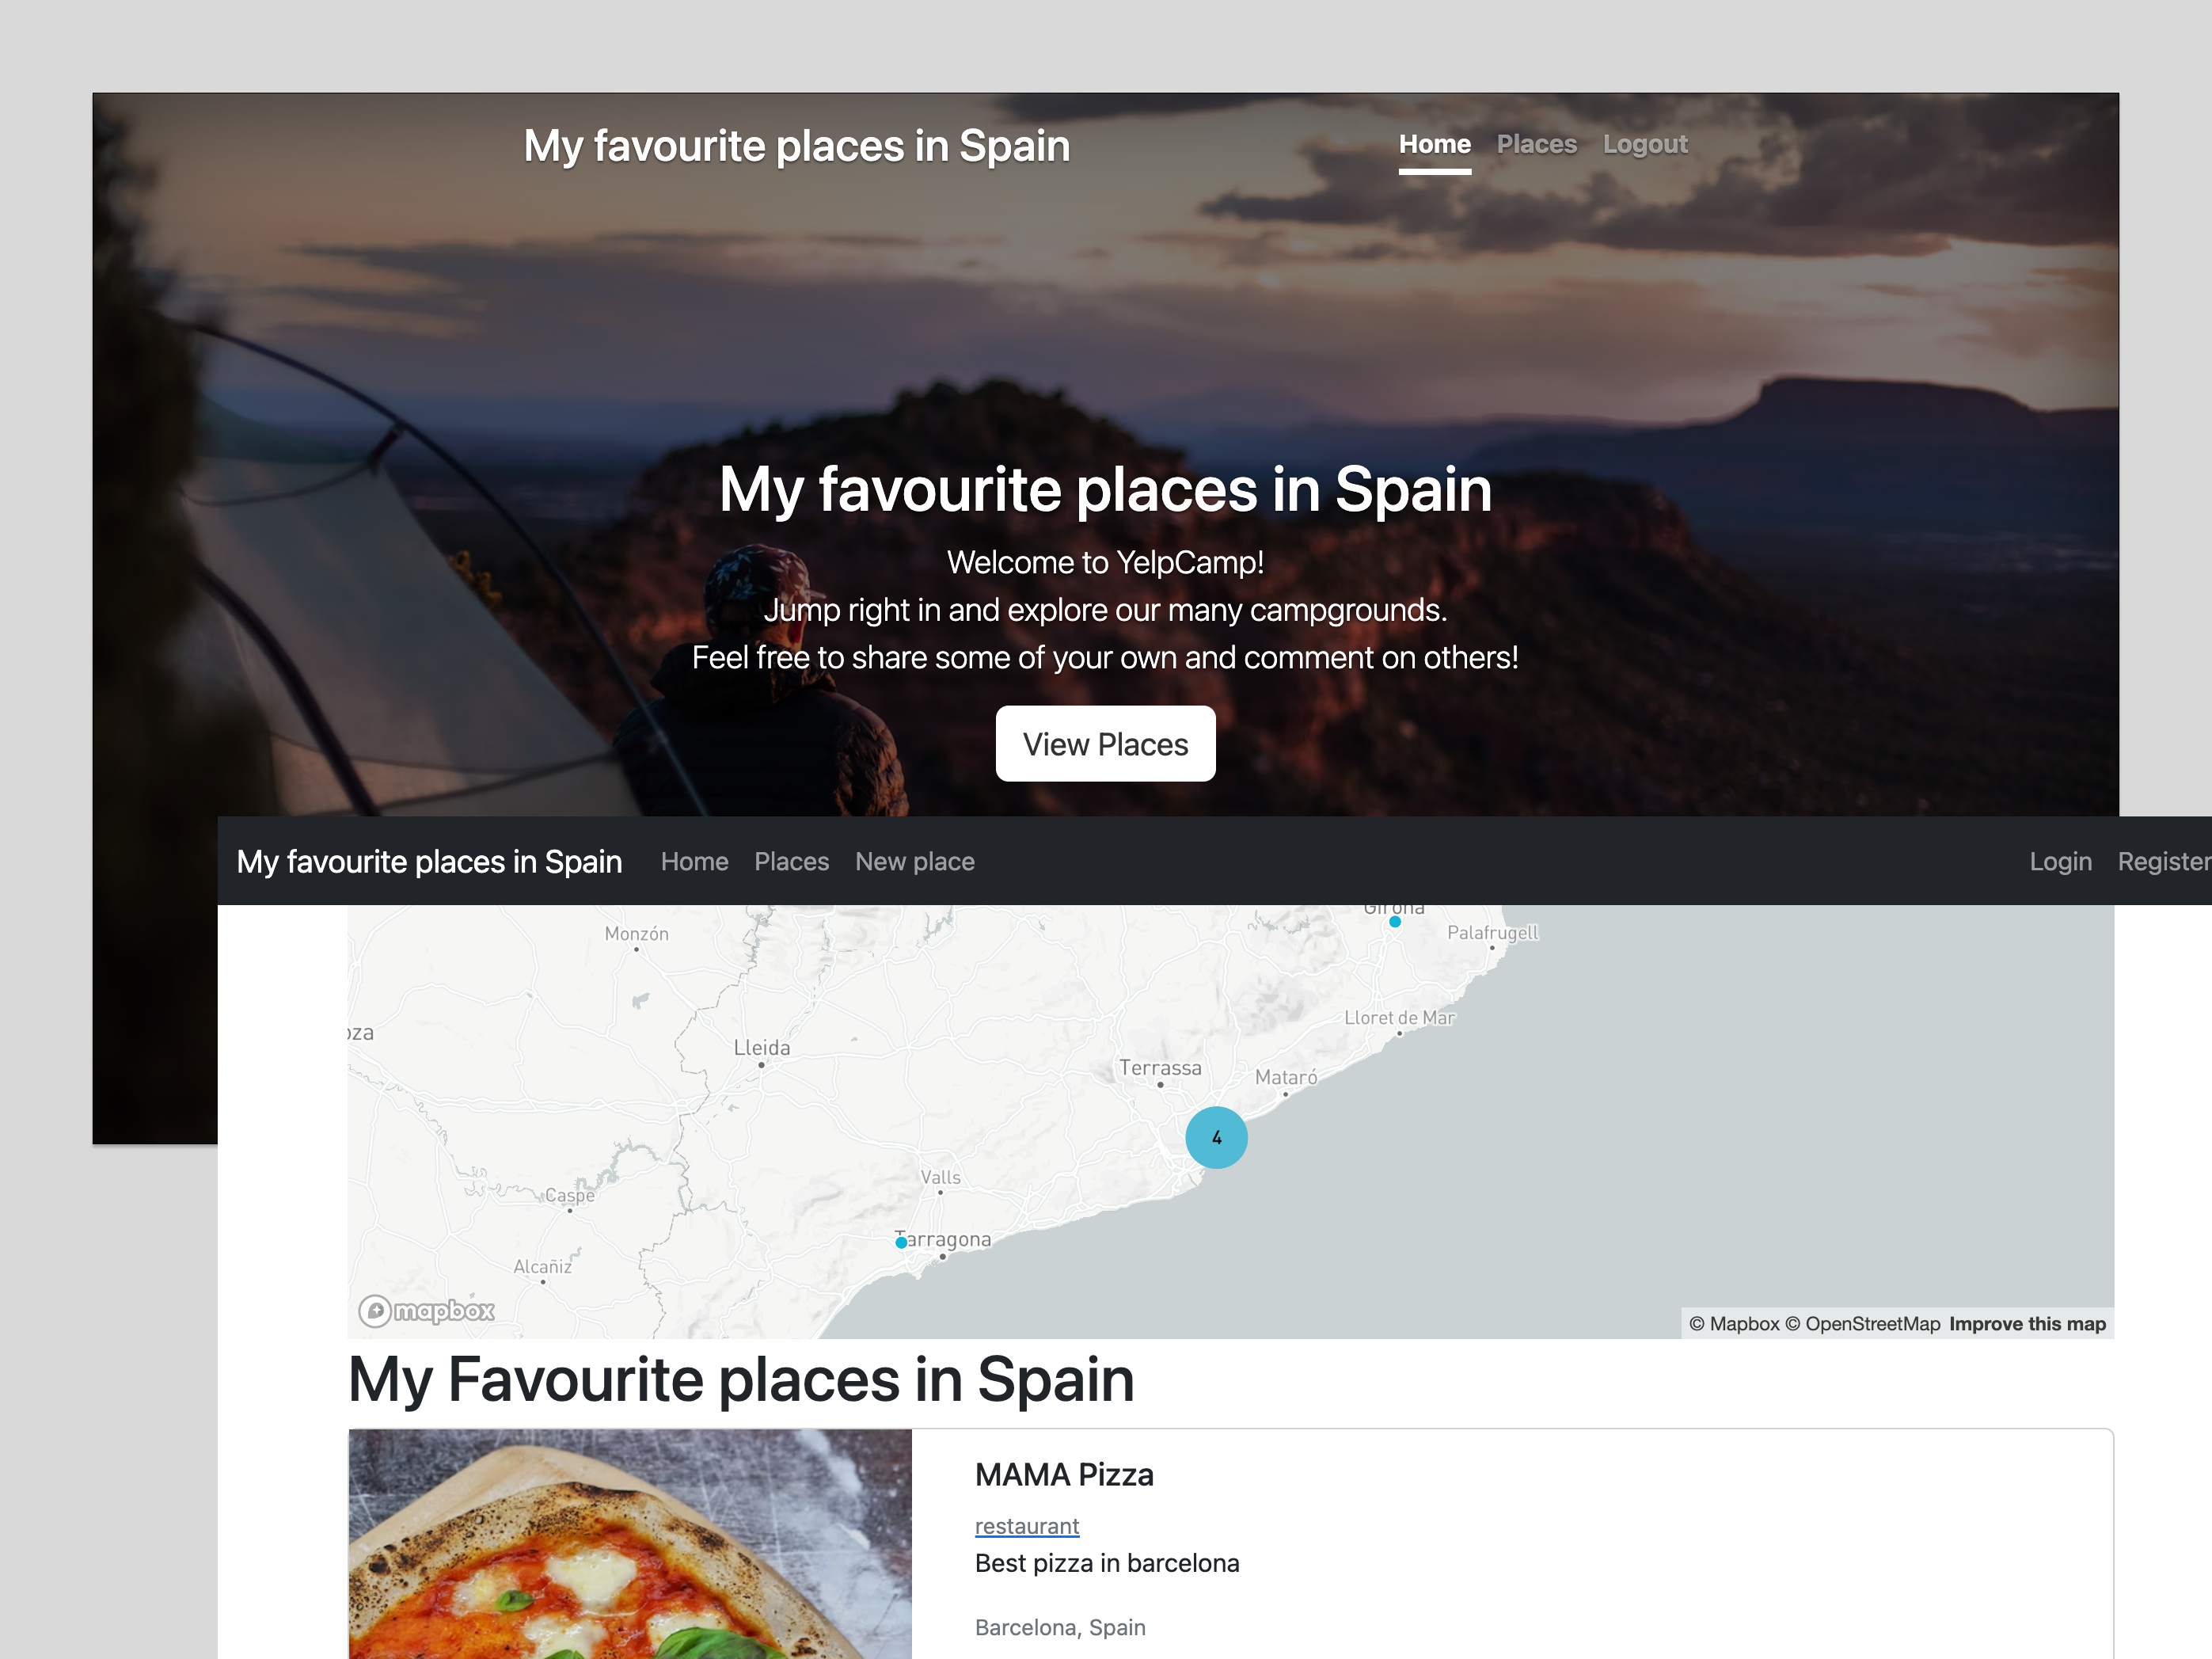 My favourite places in Spain
Home Places Logout
My favourite places in Spain
Welcome to YelpCamp!
Jump right in and explore our many campgrounds.
Feel free to share some of your own and comment on others!
View Places
My favourite places in Spain Home Places New place Login Register
Girona
Monzón
Palafrugell
oza
Lloret de Mar
Lleida
Terrassa
Mataró
4
Valls
Caspe
Tarragona
Alcañiz
mapbox
© Mapbox © OpenStreetMap Improve this map
My Favourite places in Spain
MAMA Pizza
restaurant
Best pizza in barcelona
Barcelona, Spain